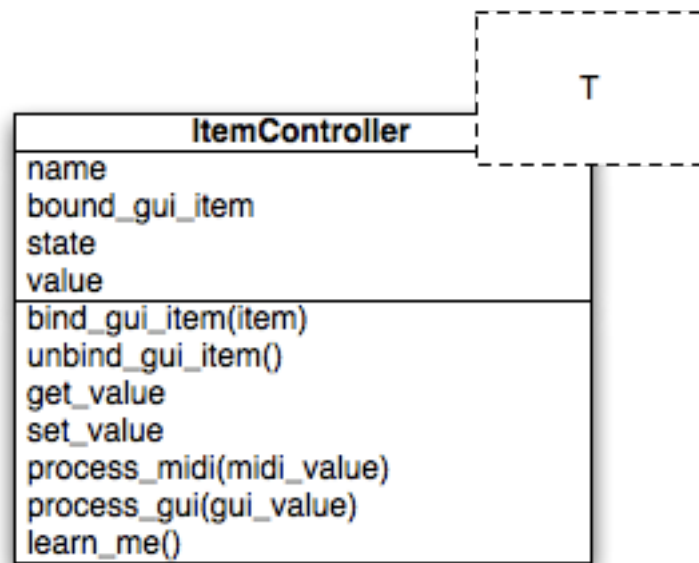 T
ItemController
name
bound_gui_item
state
value
bind_gui_item(item)
unbind_gui_item()
get_value
set_value
process_midi(midi_value)
process_gui(gui_value)
learn_me()